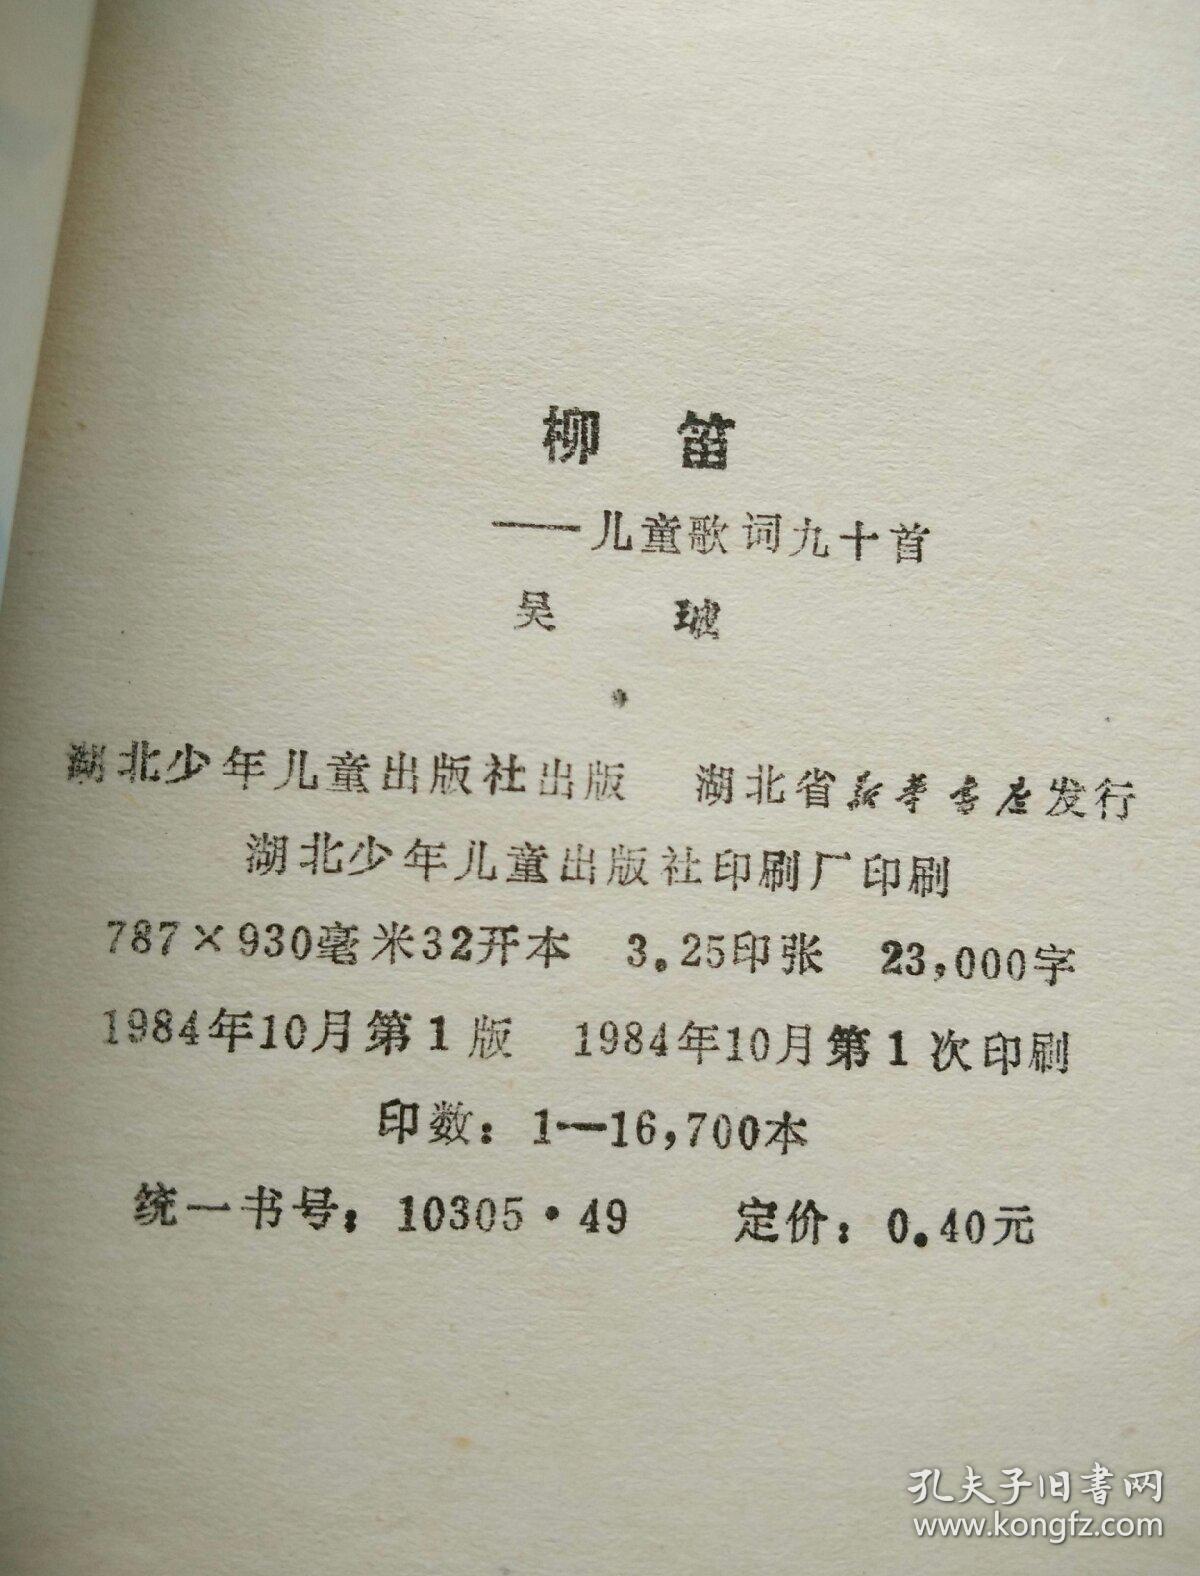 柳 笛
——儿童歌词九十首
吴 琥
湖北少年儿童出版社出版 湖北省新华书店发行
湖北少年儿童出版社印刷厂印刷
787×930毫米32开本 3.25印张 23,000字
1984年10月第1版 1984年10月第1次印刷
印数：1—16,700本
统一书号：10305·49 定价：0.40元
孔夫子旧书网
www.kongfz.com